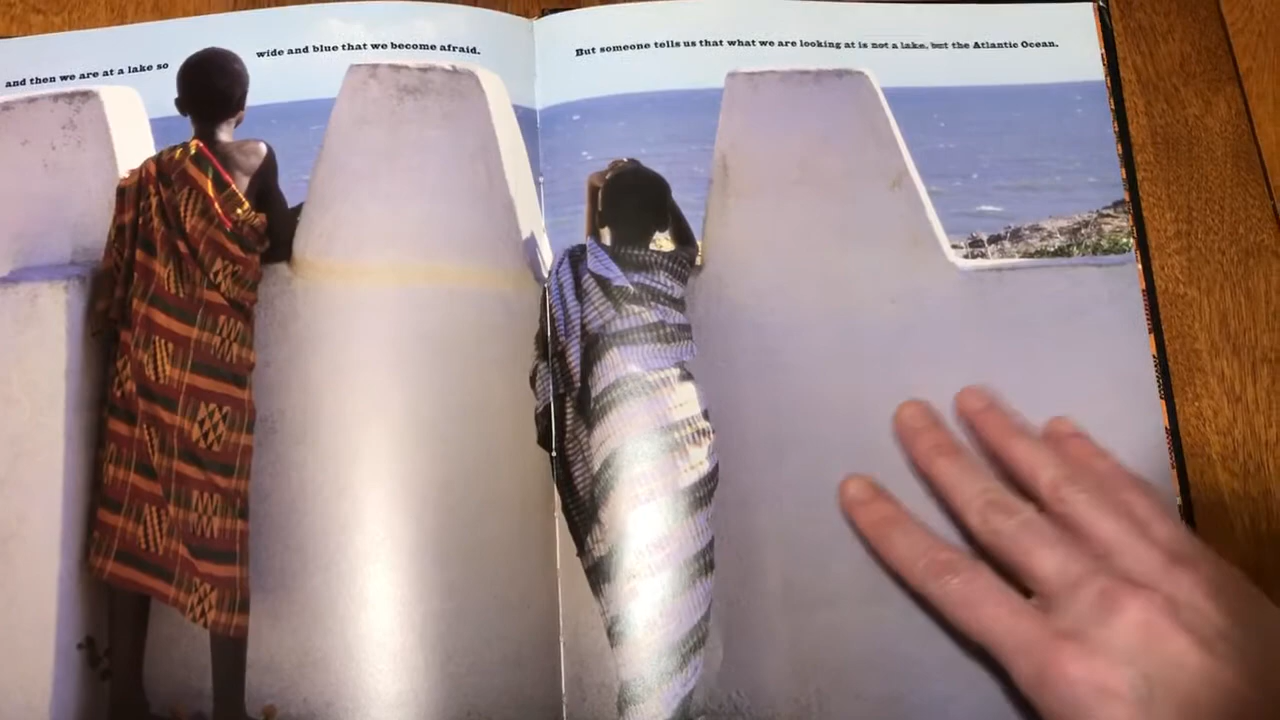 and then we are at a lake so wide and blue that we become afraid.
But someone tells us that what we are looking at is not a lake, but the Atlantic Ocean.